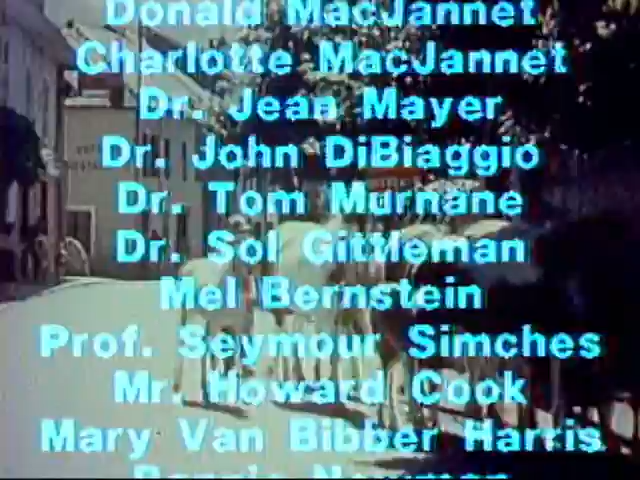 Donald MacJannet
Charlotte MacJannet
Dr. Jean Mayer
Dr. John DiBiaggio
Dr. Tom Murnane
Dr. Sol Gittleman
Mel Bernstein
Prof. Seymour Simches
Mr. Howard Cook
Mary Van Bibber Harris